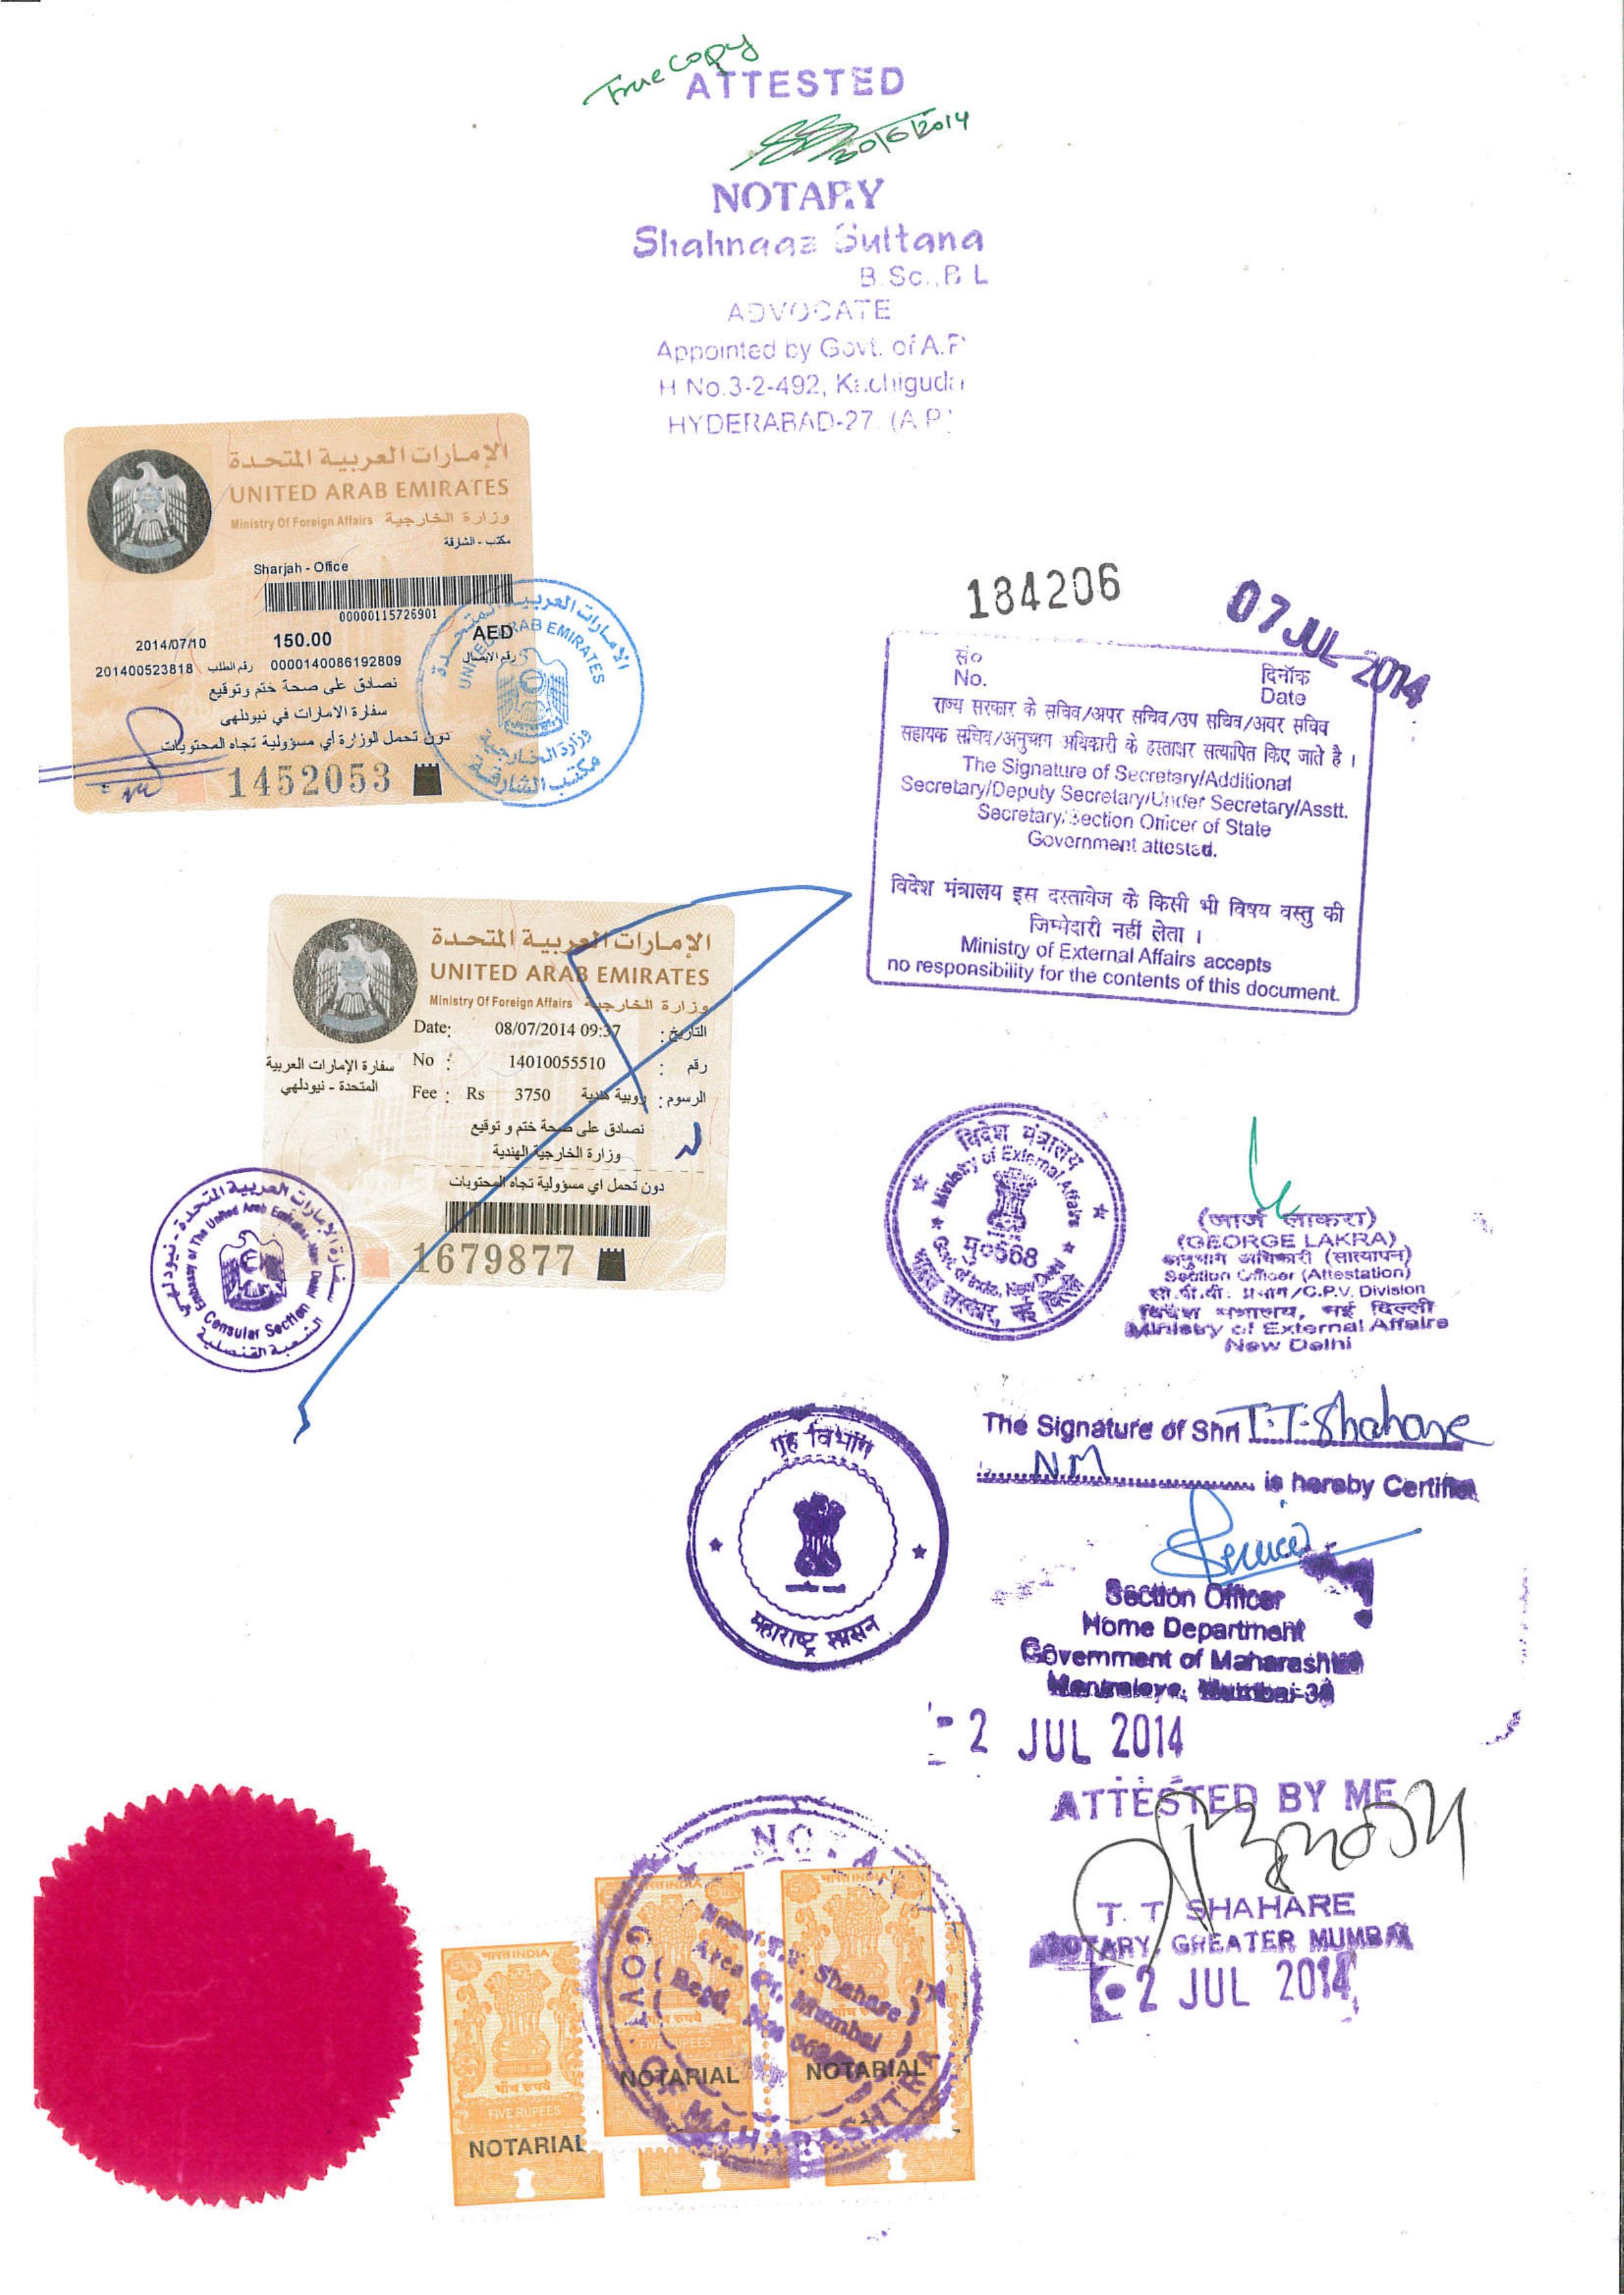 True Copy
ATTESTED
30/6/2014
NOTARY
Shahnaaz Sultana
B.Sc., B L
ADVOCATE
Appointed by Govt. of A.P
H No.3-2-492, Kachiguda
HYDERABAD-27. (A.P)
الإمارات العربية المتحدة
UNITED ARAB EMIRATES
Ministry Of Foreign Affairs وزارة الخارجية
مكتب - الشارقة
Sharjah - Office
00000115726901
2014/07/10 150.00 AED
201400523818 رقم الطلب 0000140086192809 رقم الايصال
نصادق على صحة ختم وتوقيع
سفارة الامارات في نيودلهي
دون تحمل الوزارة أي مسؤولية تجاه المحتويات
1452053
الإمارات العربية المتحدة
UNITED ARAB EMIRATES
وزارة الخارجية
مكتب الشارقة
184206
07 JUL 2014
सं०
No.
दिनाँक
Date
राज्य सरकार के सचिव/अपर सचिव/उप सचिव/अवर सचिव
सहायक सचिव/अनुभाग अधिकारी के हस्ताक्षर सत्यापित किए जाते है।
The Signature of Secretary/Additional
Secretary/Deputy Secretary/Under Secretary/Asstt.
Secretary/Section Officer of State
Government attested.
विदेश मंत्रालय इस दस्तावेज के किसी भी विषय वस्तु की
जिम्मेदारी नहीं लेता ।
Ministry of External Affairs accepts
no responsibility for the contents of this document.
الإمارات العربية المتحدة
UNITED ARAB EMIRATES
Ministry Of Foreign Affairs وزارة الخارجية
Date: 08/07/2014 09:37 التاريخ :
سفارة الإمارات العربية
المتحدة - نيودلهي
No : 14010055510 رقم :
Fee : Rs 3750 روبية هندية الرسوم :
نصادق على صحة ختم و توقيع
وزارة الخارجية الهندية
دون تحمل اي مسؤولية تجاه المحتويات
1679877
سفارة الإمارات العربية المتحدة - نيودلهي
Embassy of The United Arab Emirates - New Delhi
Consular Section
الشعبة القنصلية
विदेश मंत्रालय
Ministry of External Affairs
मु०568
Govt. of India, New Delhi
भारत सरकार, नई दिल्ली
(जार्ज लाकरा)
(GEORGE LAKRA)
अनुभाग अधिकारी (सत्यापन)
Section Officer (Attestation)
सी.पी.वी. प्रभाग/C.P.V. Division
विदेश मंत्रालय, नई दिल्ली
Ministry of External Affairs
New Delhi
The Signature of Shri T.T. Shahare
N.M is hereby Certified
गृह विभाग
महाराष्ट्र शासन
Section Officer
Home Department
Government of Maharashtra
Mantralaya, Mumbai-32
- 2 JUL 2014
ATTESTED BY ME
T. T SHAHARE
NOTARY, GREATER MUMBAI
- 2 JUL 2014
NOTARY
GOVT. OF MAHARASHTRA
T.T. Shahare
Area Gr. Mumbai
Regd. No.
भारत INDIA
पाँच रुपये
FIVE RUPEES
NOTARIAL
भारत INDIA
FIVE RUPEES
NOTARIAL
भारत INDIA
NOTARIAL